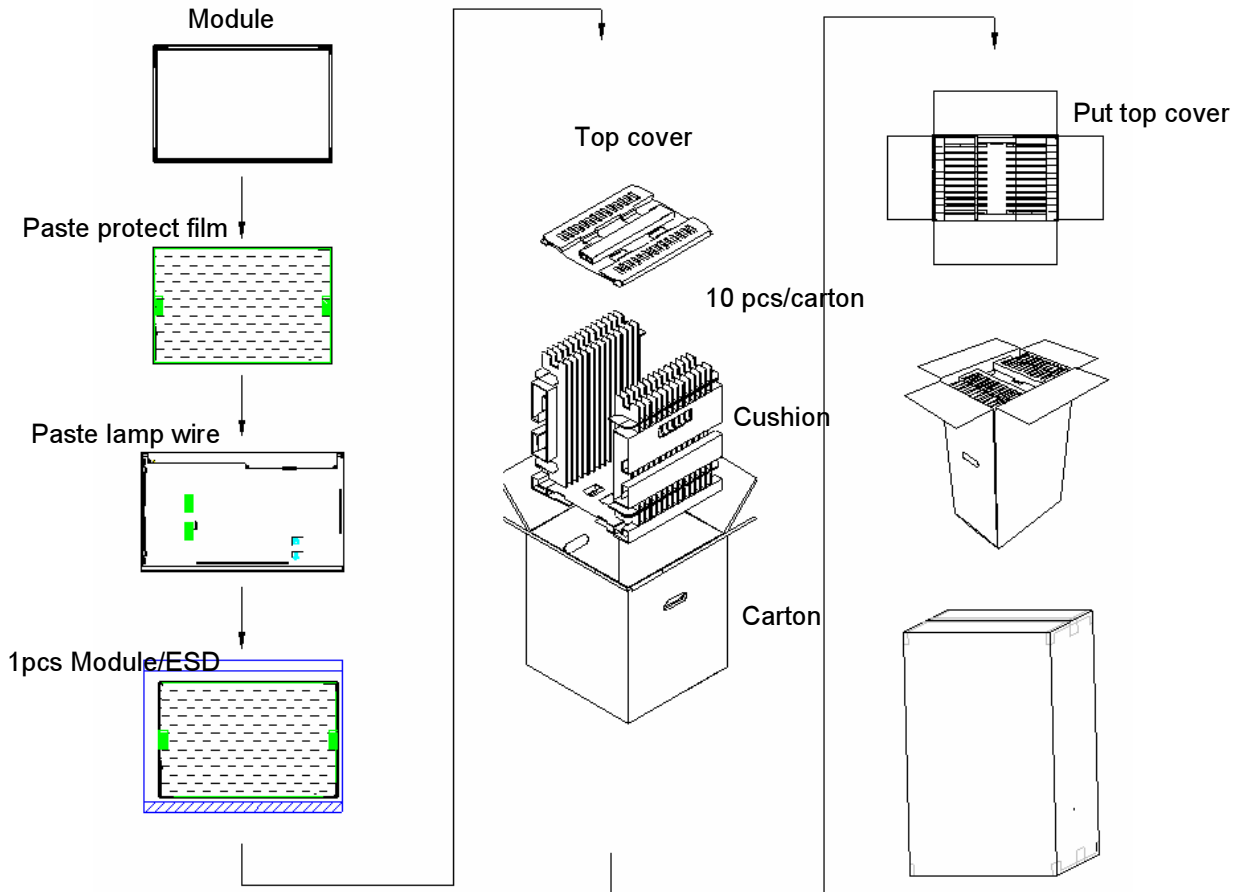 Module
Paste protect film
Paste lamp wire
1pcs Module/ESD
Top cover
10 pcs/carton
Cushion
Carton
Put top cover